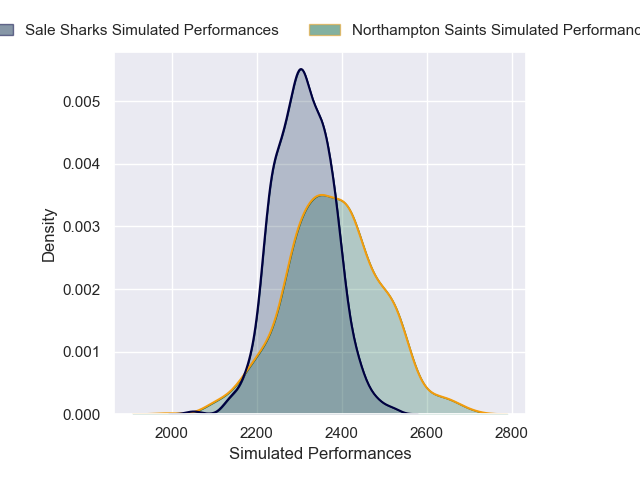 Sale Sharks Simulated Performances
Northampton Saints Simulated
0.005
0.004
0.003
0.002
0.001
0.000
Density
2000 2200 2400 2600 2800
Simulated Performances